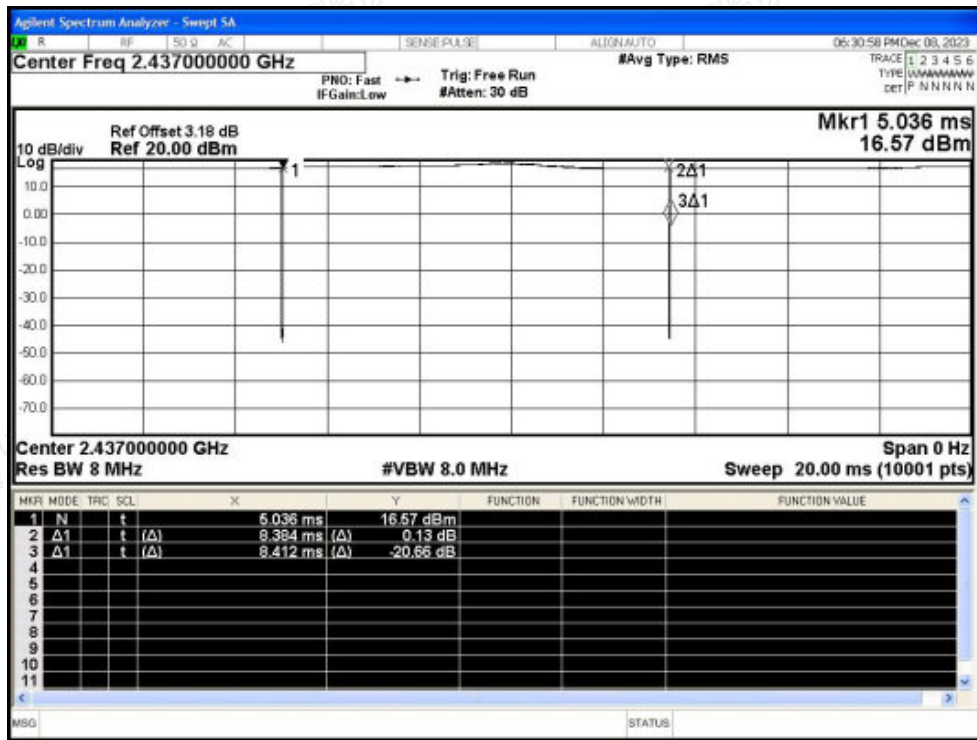 Agilent Spectrum Analyzer - Swept SA
R RF 50 Ω AC SENSE:PULSE ALIGN AUTO 06:30:58 PM Dec 08, 2023
Center Freq 2.437000000 GHz #Avg Type: RMS TRACE 1 2 3 4 5 6
PNO: Fast Trig: Free Run TYPE
IFGain:Low #Atten: 30 dB DET P N N N N N
Mkr1 5.036 ms
Ref Offset 3.18 dB
10 dB/div Ref 20.00 dBm 16.57 dBm
Log
1 2Δ1
10.0
3Δ1
0.00
-10.0
-20.0
-30.0
-40.0
-50.0
-60.0
-70.0
Center 2.437000000 GHz Span 0 Hz
Res BW 8 MHz #VBW 8.0 MHz Sweep 20.00 ms (10001 pts)
MKR MODE TRC SCL X Y FUNCTION FUNCTION WIDTH FUNCTION VALUE
1 N t 5.036 ms 16.57 dBm
2 Δ1 t (Δ) 8.384 ms (Δ) 0.13 dB
3 Δ1 t (Δ) 8.412 ms (Δ) -20.66 dB
4
5
6
7
8
9
10
11
MSG STATUS